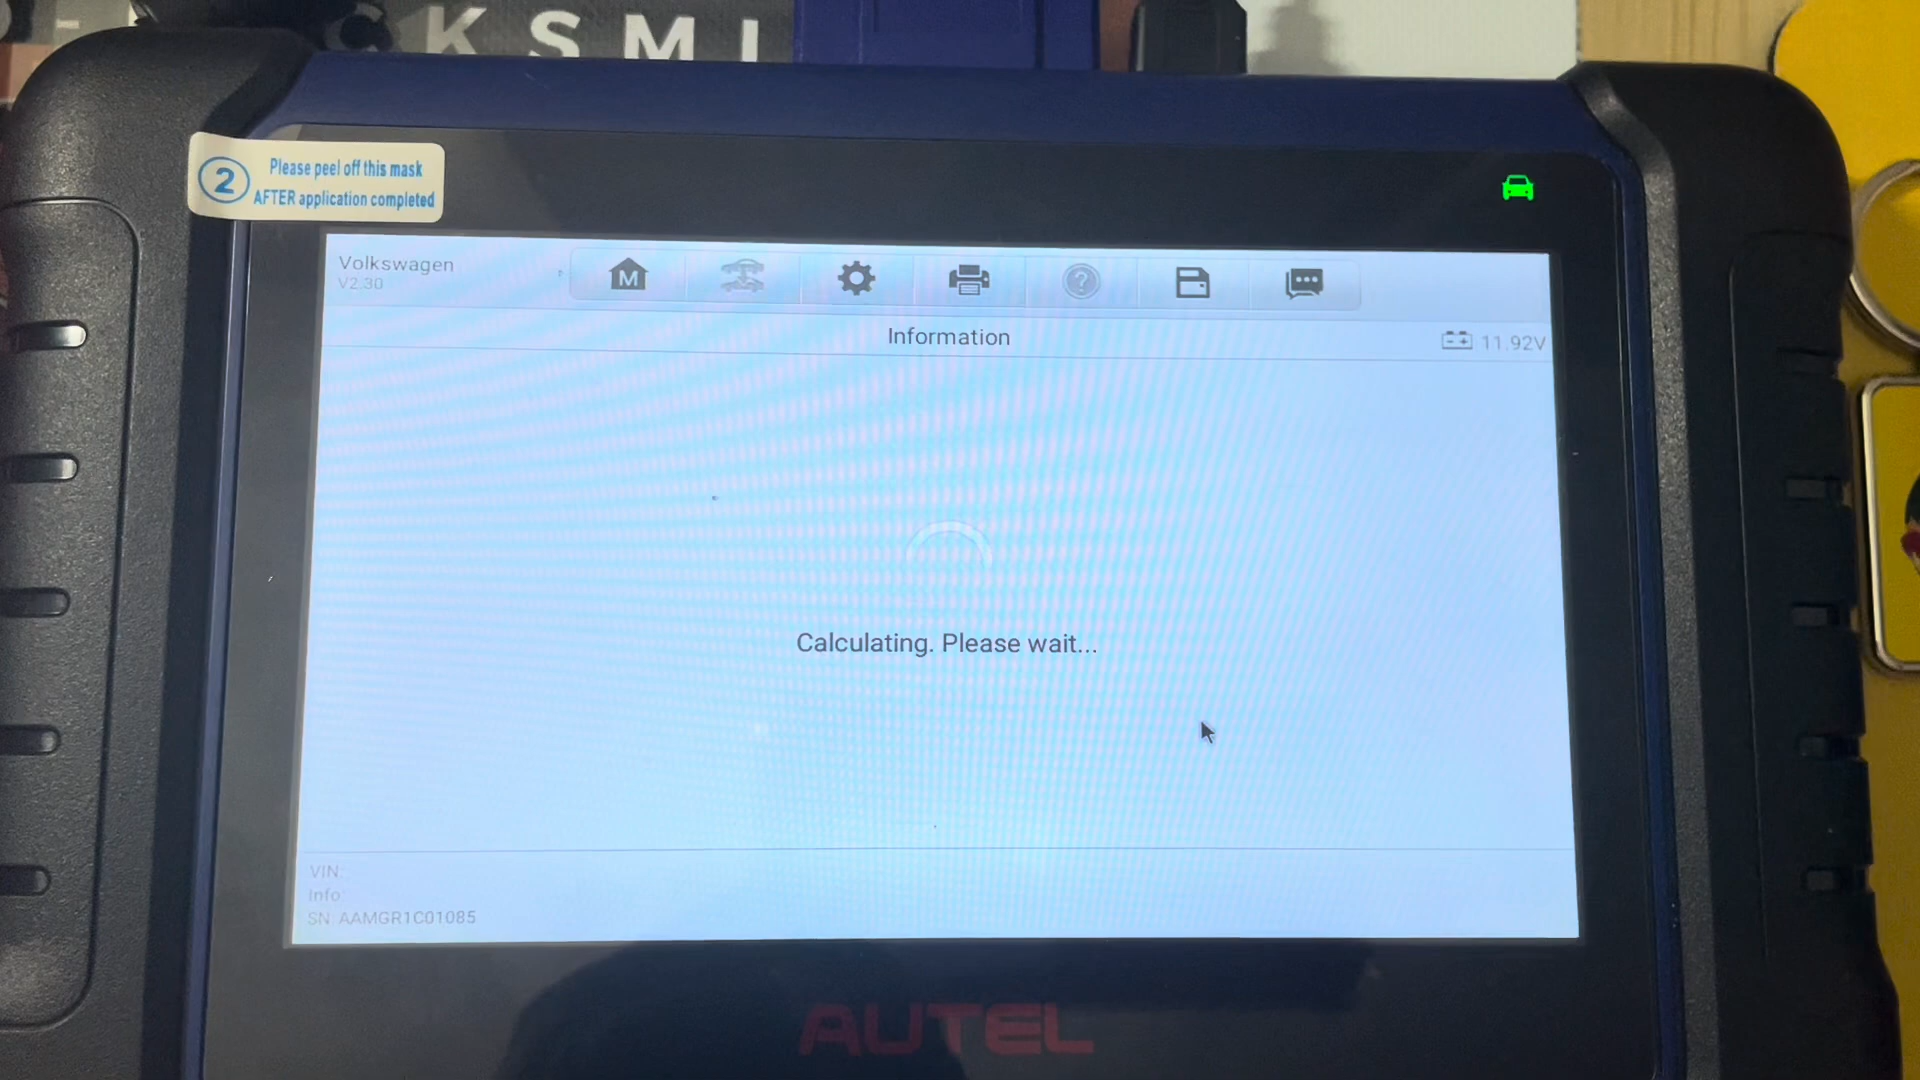 KSMI
2
Please peel off this mask
AFTER application completed
Volkswagen
V2.30
M
?
Information
11.92V
Calculating. Please wait...
VIN:
Info:
SN: AAMGR1C01085
AUTEL